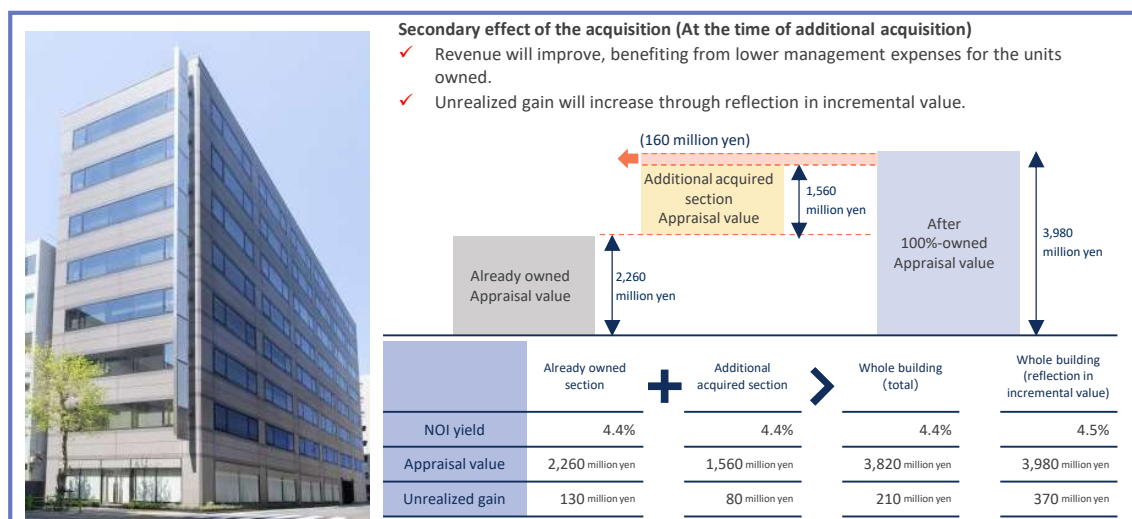 Secondary effect of the acquisition (At the time of additional acquisition)
✓ Revenue will improve, benefiting from lower management expenses for the units
owned.
✓ Unrealized gain will increase through reflection in incremental value.
(160 million yen)
Additional acquired
section
Appraisal value
1,560
million yen
After
100%-owned
Appraisal value
3,980
million yen
Already owned
Appraisal value
2,260
million yen
Already owned
section
+
Additional
acquired section
>
Whole building
(total)
Whole building
(reflection in
incremental value)
NOI yield 4.4% 4.4% 4.4% 4.5%
Appraisal value 2,260 million yen 1,560 million yen 3,820 million yen 3,980 million yen
Unrealized gain 130 million yen 80 million yen 210 million yen 370 million yen